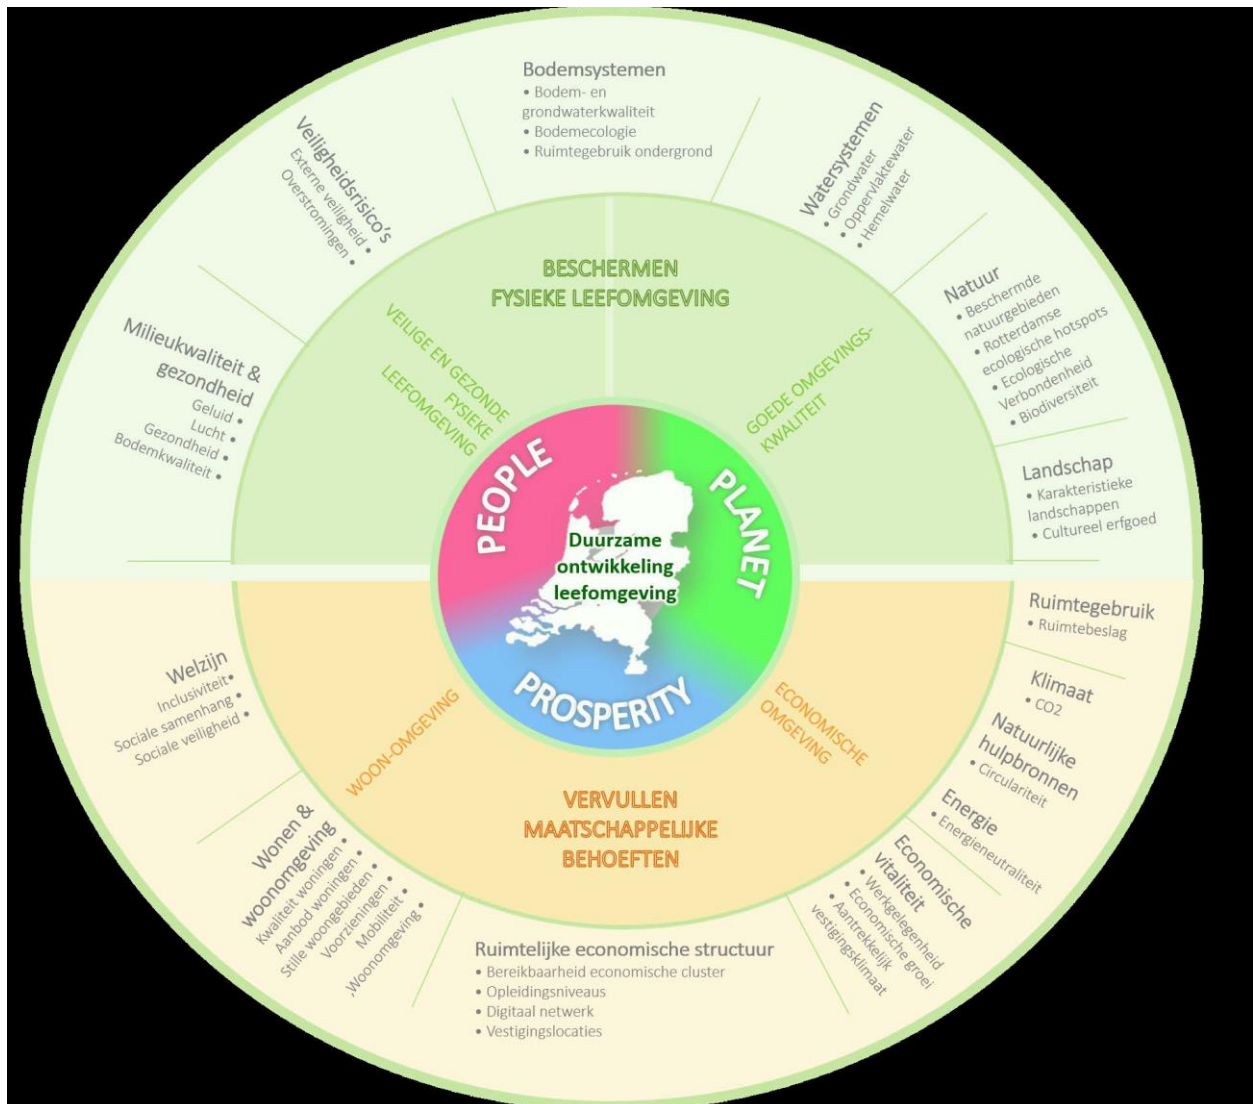 Bodemsystemen
• Bodem- en
grondwaterkwaliteit
• Bodemecologie
• Ruimtegebruik ondergrond
Watersystemen
• Grondwater
• Oppervlaktewater
• Hemelwater
Natuur
• Beschermde
natuurgebieden
• Rotterdamse
ecologische hotspots
• Ecologische
Verbondenheid
• Biodiversiteit
Landschap
• Karakteristieke
landschappen
• Cultureel erfgoed
Ruimtegebruik
• Ruimtebeslag
Klimaat
• CO2
Natuurlijke
hulpbronnen
• Circulariteit
Energie
• Energieneutraliteit
Economische
vitaliteit
• Werkgelegenheid
• Economische groei
• Aantrekkelijk
vestigingsklimaat
Ruimtelijke economische structuur
• Bereikbaarheid economische cluster
• Opleidingsniveaus
• Digitaal netwerk
• Vestigingslocaties
Wonen &
woonomgeving
Kwaliteit woningen •
Aanbod woningen •
Stille woongebieden •
Voorzieningen •
Mobiliteit •
,Woonomgeving •
Welzijn
Inclusiviteit•
Sociale samenhang •
Sociale veiligheid •
Milieukwaliteit &
gezondheid
Geluid •
Lucht •
Gezondheid •
Bodemkwaliteit •
Veiligheidsrisico's
Externe veiligheid •
Overstromingen •
BESCHERMEN
FYSIEKE LEEFOMGEVING
VEILIGE EN GEZONDE
FYSIEKE
LEEFOMGEVING
GOEDE OMGEVINGS-
KWALITEIT
PEOPLE
PLANET
PROSPERITY
Duurzame
ontwikkeling
leefomgeving
WOON-OMGEVING
ECONOMISCHE
OMGEVING
VERVULLEN
MAATSCHAPPELIJKE
BEHOEFTEN